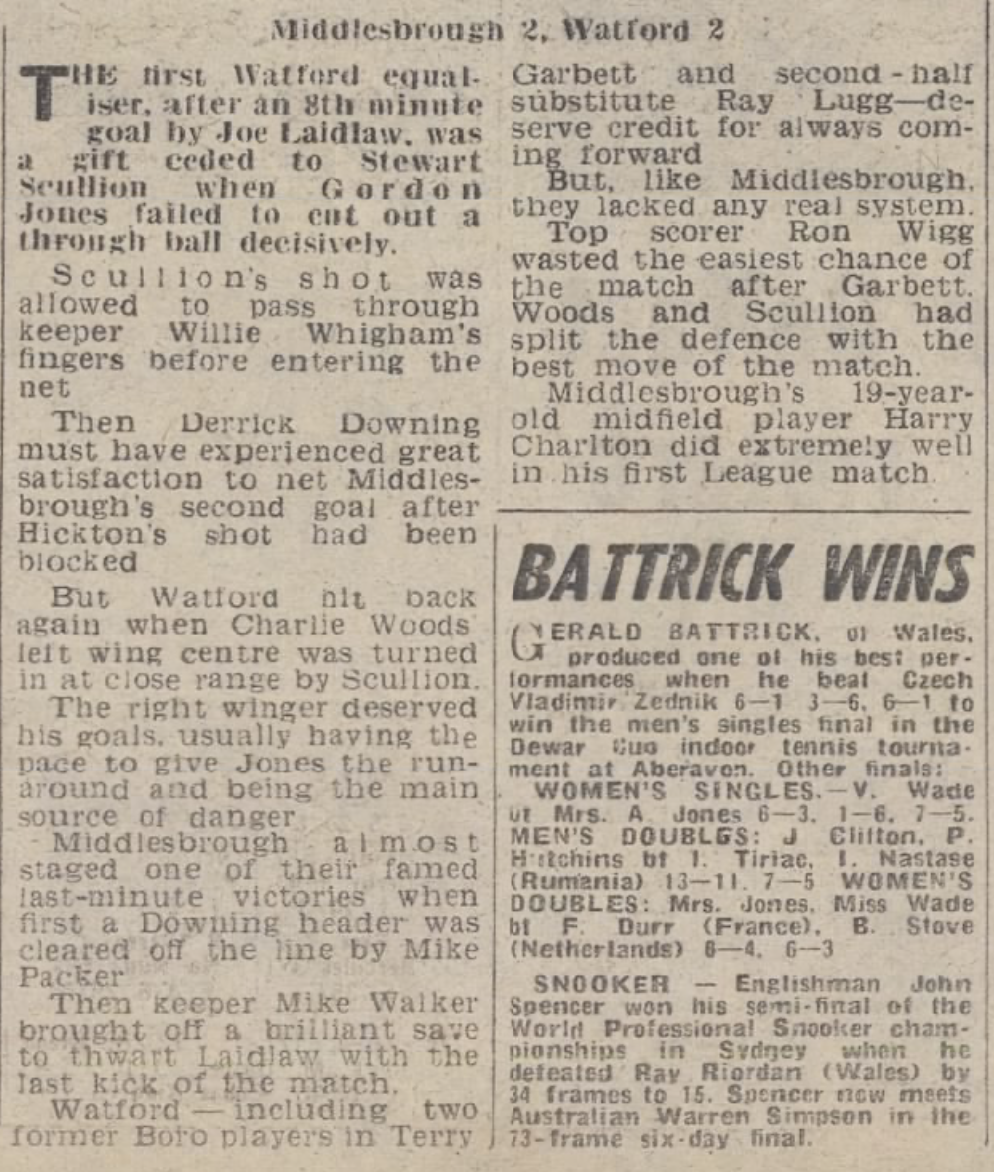 Middlesbrough 2, Watford 2
THE first Watford equal-
iser, after an 8th minute
goal by Joe Laidlaw, was
a gift ceded to Stewart
Scullion when Gordon
Jones failed to cut out a
through ball decisively.
Scullion's shot was
allowed to pass through
keeper Willie Whigham's
fingers before entering the
net
Then Derrick Downing
must have experienced great
satisfaction to net Middles-
brough's second goal after
Hickton's shot had been
blocked
But Watford hit back
again when Charlie Woods'
left wing centre was turned
in at close range by Scullion.
The right winger deserved
his goals, usually having the
pace to give Jones the run-
around and being the main
source of danger
Middlesbrough almost
staged one of their famed
last-minute victories when
first a Downing header was
cleared off the line by Mike
Packer
Then keeper Mike Walker
brought off a brilliant save
to thwart Laidlaw with the
last kick of the match.
Watford — including two
former Boro players in Terry
Garbett and second-half
substitute Ray Lugg—de-
serve credit for always com-
ing forward
But, like Middlesbrough,
they lacked any real system.
Top scorer Ron Wigg
wasted the easiest chance of
the match after Garbett,
Woods and Scullion had
split the defence with the
best move of the match.
Middlesbrough's 19-year-
old midfield player Harry
Charlton did extremely well
in his first League match.
BATTRICK WINS
GERALD BATTRICK, of Wales,
produced one of his best per-
formances when he beat Czech
Vladimir Zednik 6—1 3—6, 6—1 to
win the men's singles final in the
Dewar Cup indoor tennis tourna-
ment at Aberavon. Other finals:
WOMEN'S SINGLES.—V. Wade
bt Mrs. A Jones 6—3, 1—6, 7—5.
MEN'S DOUBLES: J Clifton, P.
Hutchins bt I. Tiriac, I. Nastase
(Rumania) 13—11, 7—5 WOMEN'S
DOUBLES: Mrs. Jones, Miss Wade
bt F. Durr (France), B. Stove
(Netherlands) 6—4, 6—3
SNOOKER — Englishman John
Spencer won his semi-final of the
World Professional Snooker cham-
pionships in Sydney when he
defeated Ray Riordan (Wales) by
34 frames to 15. Spencer now meets
Australian Warren Simpson in the
73-frame six-day final.